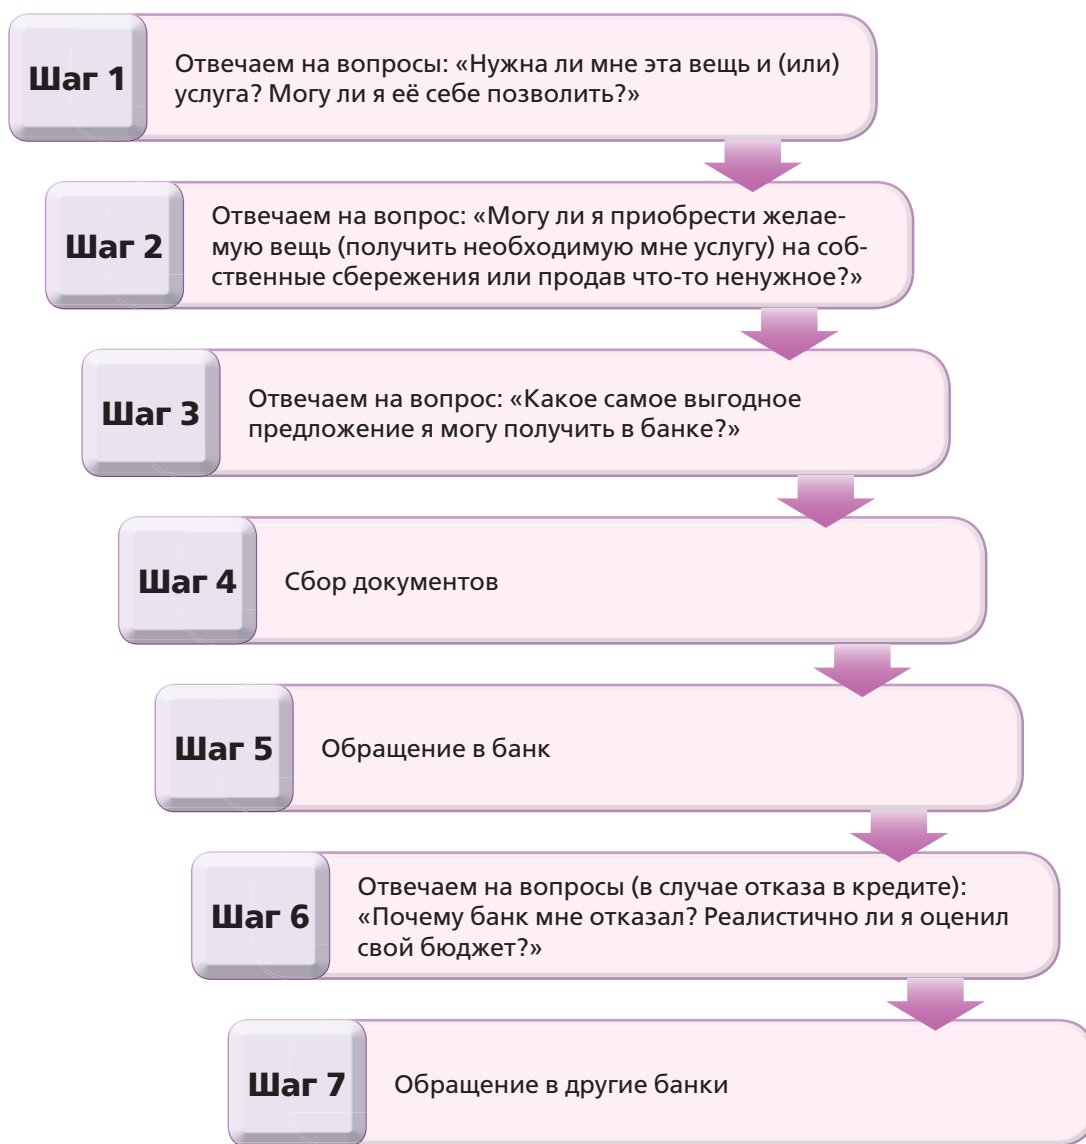 Шаг 1
Отвечаем на вопросы: «Нужна ли мне эта вещь и (или)
услуга? Могу ли я её себе позволить?»
Шаг 2
Отвечаем на вопрос: «Могу ли я приобрести желае-
мую вещь (получить необходимую мне услугу) на соб-
ственные сбережения или продав что-то ненужное?»
Шаг 3
Отвечаем на вопрос: «Какое самое выгодное
предложение я могу получить в банке?»
Шаг 4
Сбор документов
Шаг 5
Обращение в банк
Шаг 6
Отвечаем на вопросы (в случае отказа в кредите):
«Почему банк мне отказал? Реалистично ли я оценил
свой бюджет?»
Шаг 7
Обращение в другие банки